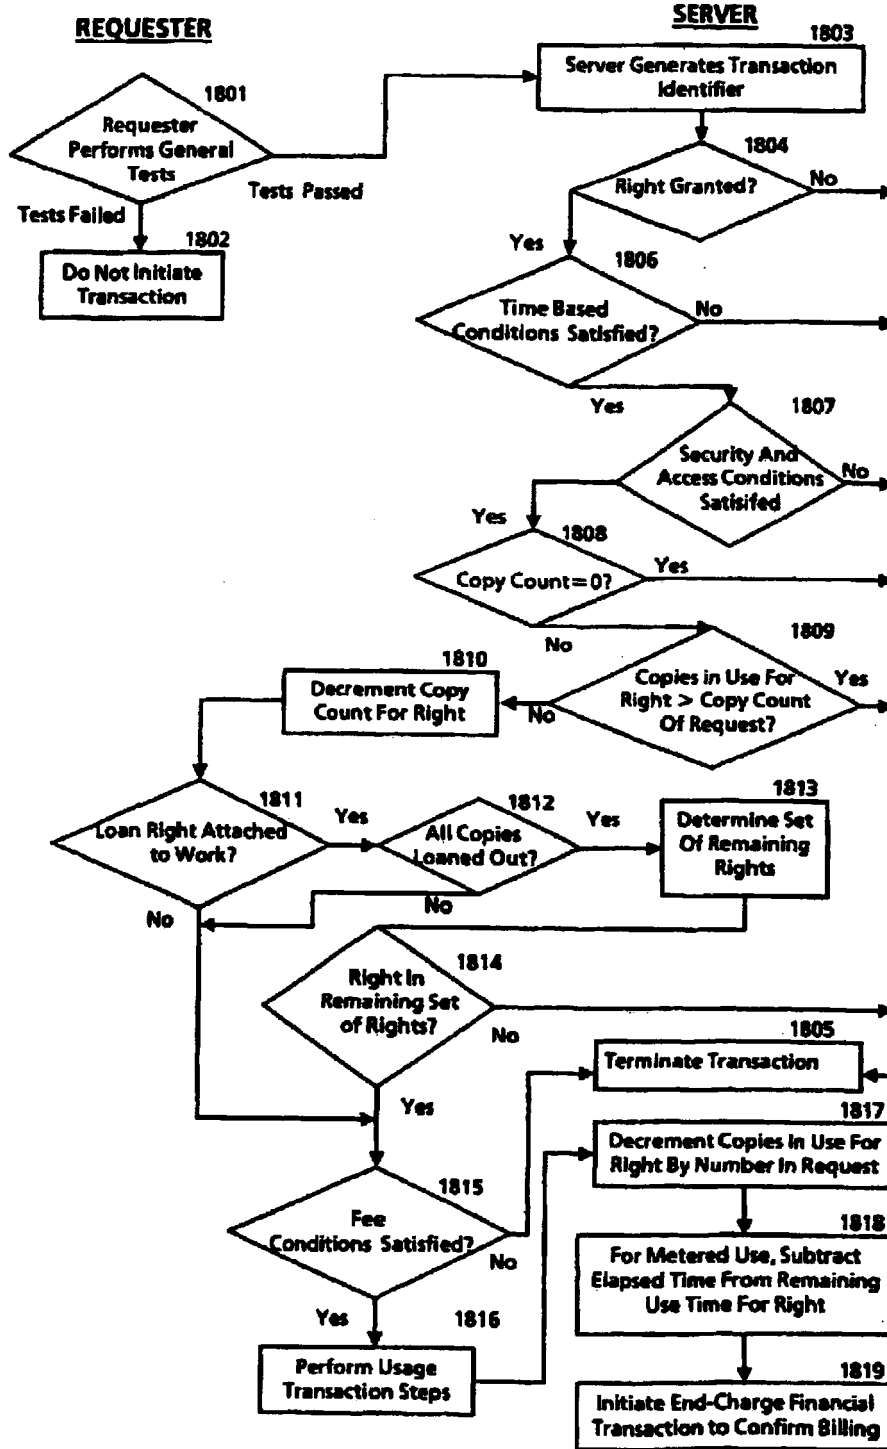 REQUESTER
SERVER
1803
Server Generates Transaction
Identifier
1801
Requester
Performs General
Tests
Tests Passed
Tests Failed
1802
Do Not Initiate
Transaction
1804
Right Granted?
No
Yes
1806
Time Based
Conditions Satisfied?
No
Yes
1807
Security And
Access Conditions
Satisifed
No
Yes
1808
Copy Count=0?
Yes
No
1809
Copies in Use For
Right > Copy Count
Of Request?
Yes
No
1810
Decrement Copy
Count For Right
1811
Loan Right Attached
to Work?
Yes
No
1812
All Copies
Loaned Out?
Yes
No
1813
Determine Set
Of Remaining
Rights
1814
Right In
Remaining Set
of Rights?
No
Yes
1805
Terminate Transaction
1815
Fee
Conditions Satisfied?
No
Yes
1816
Perform Usage
Transaction Steps
1817
Decrement Copies In Use For
Right By Number In Request
1818
For Metered Use, Subtract
Elapsed Time From Remaining
Use Time For Right
1819
Initiate End-Charge Financial
Transaction to Confirm Billing